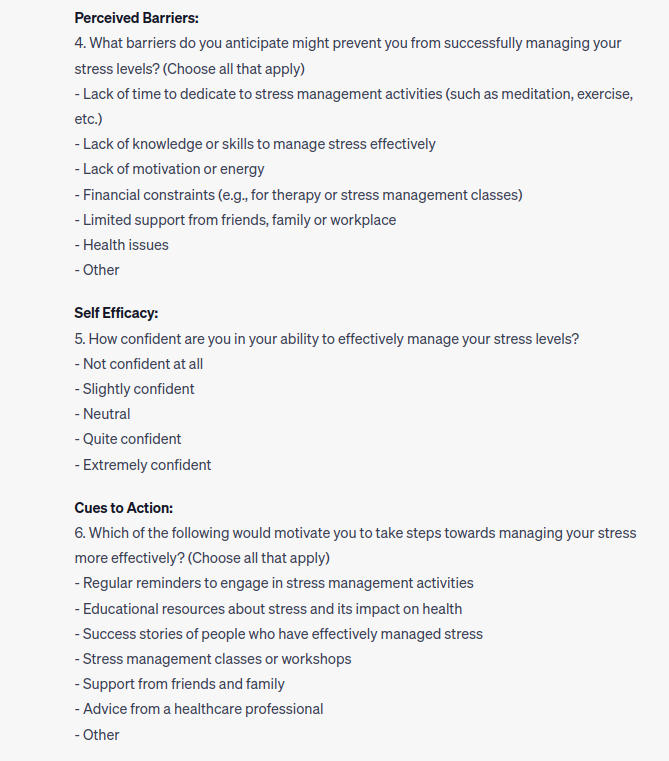 Perceived Barriers:
4. What barriers do you anticipate might prevent you from successfully managing your
stress levels? (Choose all that apply)
- Lack of time to dedicate to stress management activities (such as meditation, exercise,
etc.)
- Lack of knowledge or skills to manage stress effectively
- Lack of motivation or energy
- Financial constraints (e.g., for therapy or stress management classes)
- Limited support from friends, family or workplace
- Health issues
- Other
Self Efficacy:
5. How confident are you in your ability to effectively manage your stress levels?
- Not confident at all
- Slightly confident
- Neutral
- Quite confident
- Extremely confident
Cues to Action:
6. Which of the following would motivate you to take steps towards managing your stress
more effectively? (Choose all that apply)
- Regular reminders to engage in stress management activities
- Educational resources about stress and its impact on health
- Success stories of people who have effectively managed stress
- Stress management classes or workshops
- Support from friends and family
- Advice from a healthcare professional
- Other